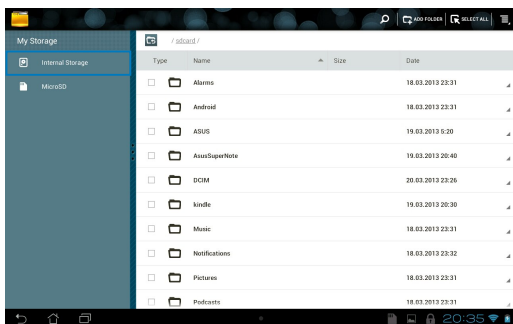 ADD FOLDER SELECT ALL
My Storage
Internal Storage
MicroSD
/ sdcard /
Type Name Size Date
Alarms 18.03.2013 23:31
Android 18.03.2013 23:31
ASUS 19.03.2013 5:20
AsusSuperNote 19.03.2013 20:40
DCIM 20.03.2013 23:26
kindle 19.03.2013 20:30
Music 18.03.2013 23:31
Notifications 18.03.2013 23:32
Pictures 18.03.2013 23:31
Podcasts 18.03.2013 23:31
20:35